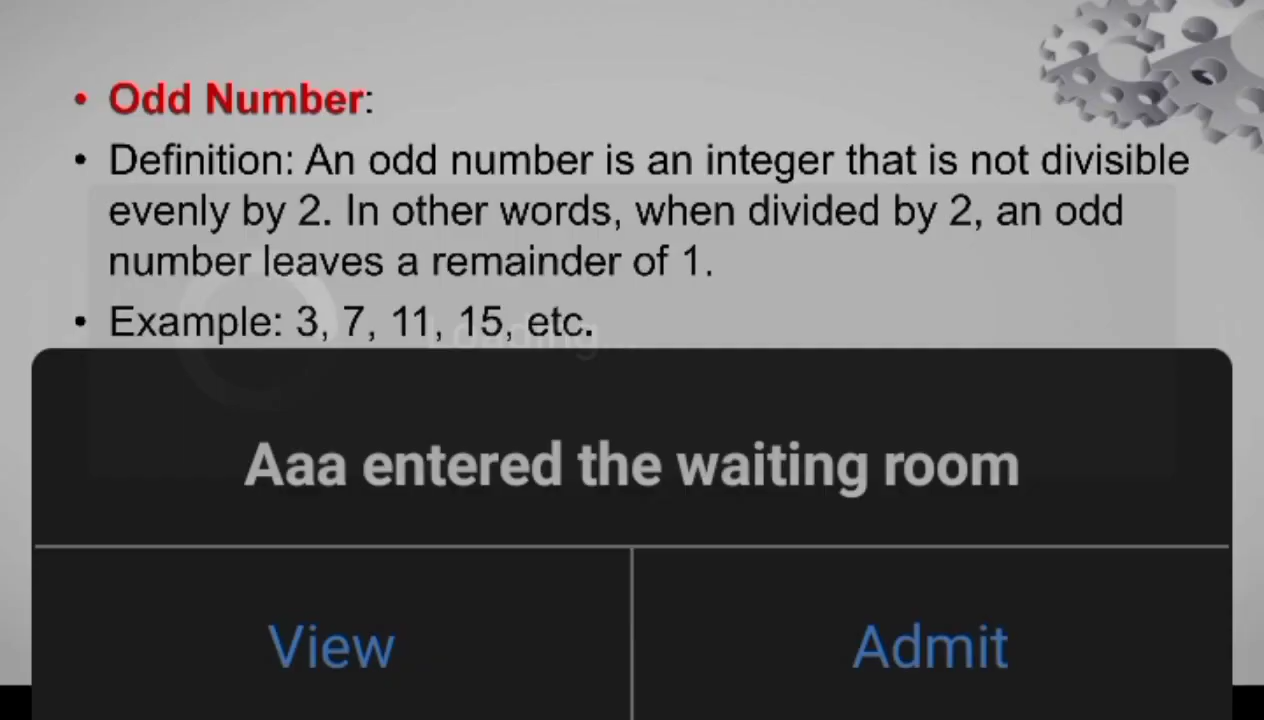 • Odd Number:
• Definition: An odd number is an integer that is not divisible
evenly by 2. In other words, when divided by 2, an odd
number leaves a remainder of 1.
• Example: 3, 7, 11, 15, etc.
Loading...
Aaa entered the waiting room
View
Admit